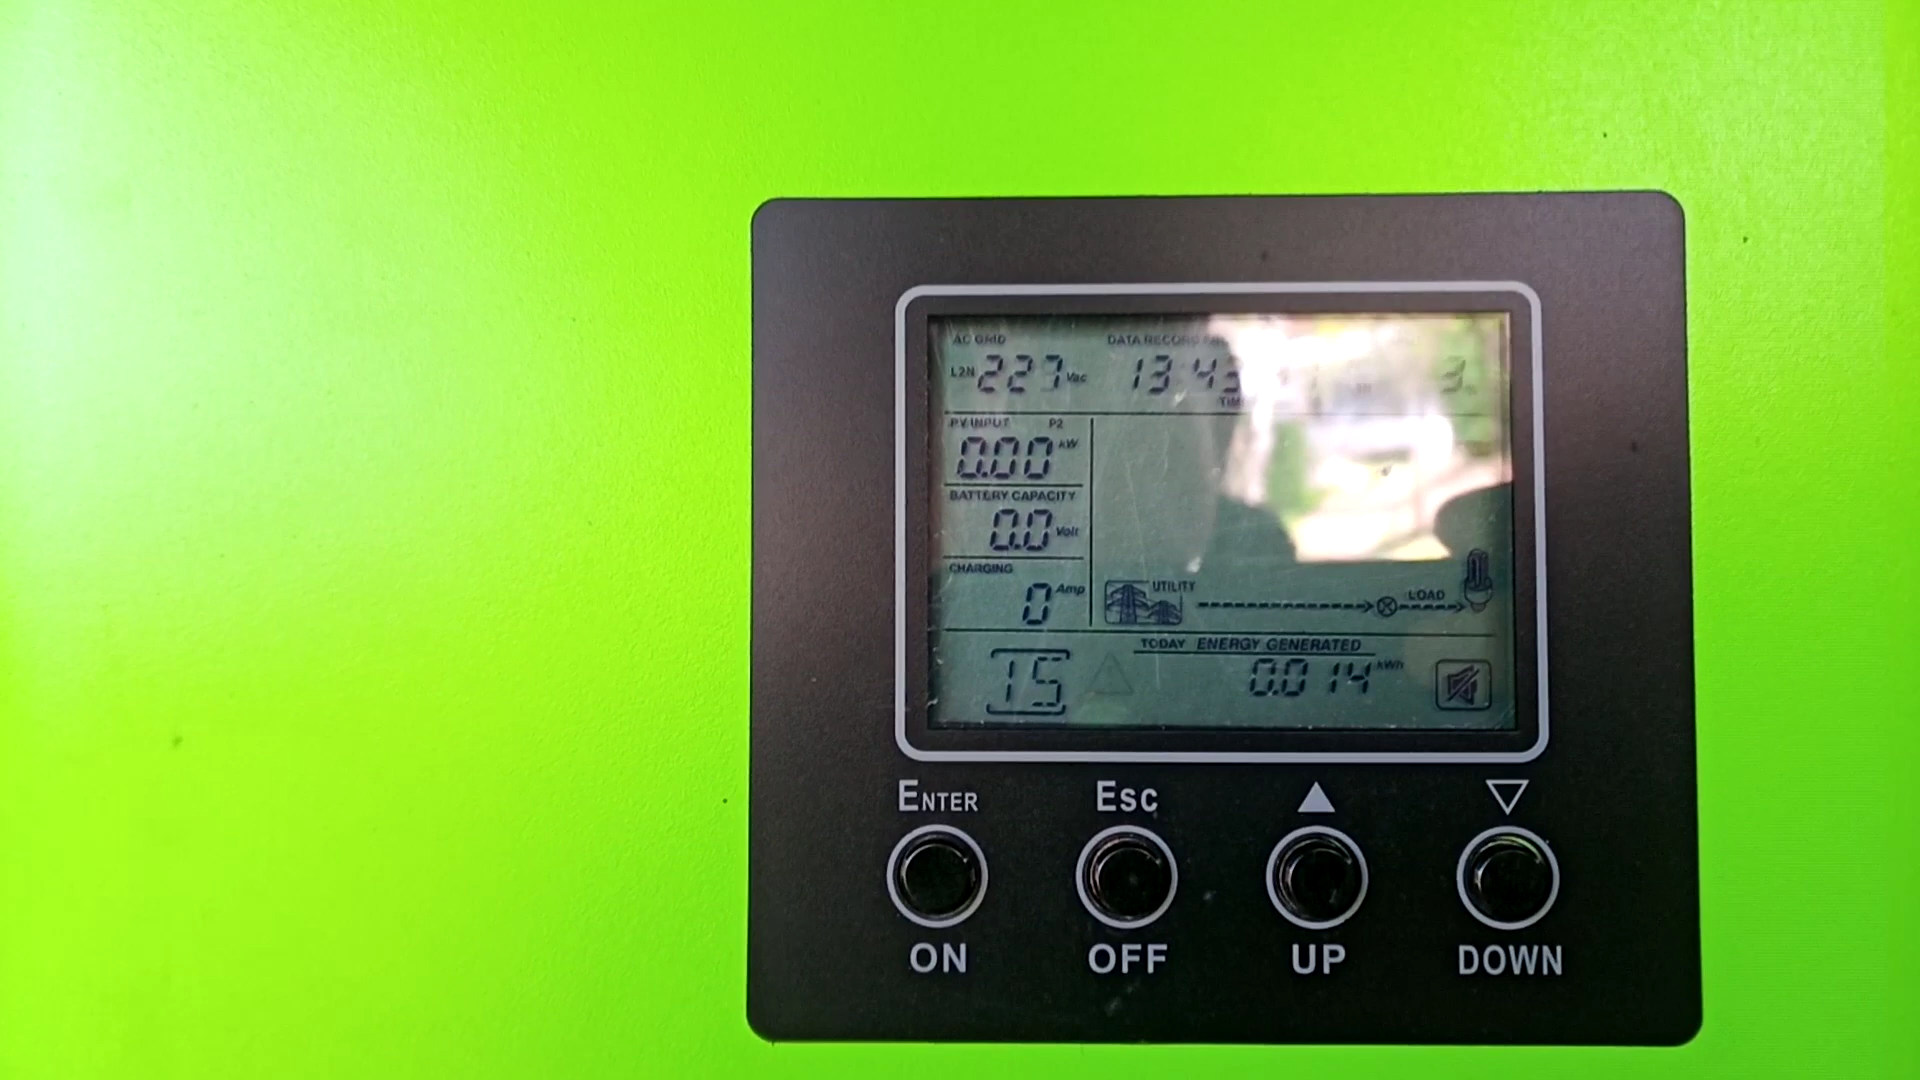 AC GRID DATA RECORD
L2N 227 Vac 13:43 3
TIME
PV INPUT P2
0.00 kW
BATTERY CAPACITY
0.0 Volt
CHARGING
0 Amp
UTILITY LOAD
TODAY ENERGY GENERATED
15 0.014 kWh
ENTER Esc
ON OFF UP DOWN